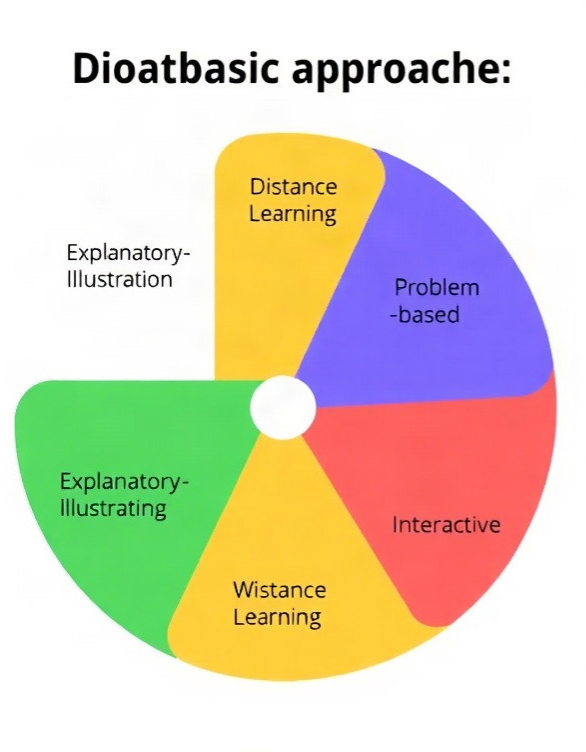 Dioatbasic approache:
Distance
Learning
Explanatory-
Illustration
Problem
-based
Explanatory-
Illustrating
Interactive
Wistance
Learning